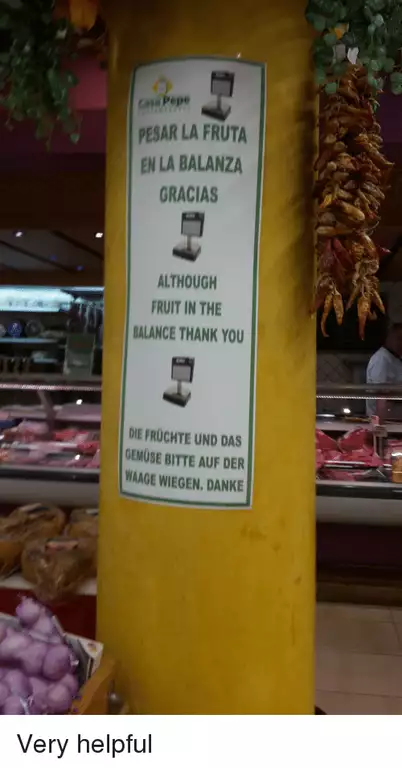 Casa Pepe
PESAR LA FRUTA
EN LA BALANZA
GRACIAS
ALTHOUGH
FRUIT IN THE
BALANCE THANK YOU
DIE FRÜCHTE UND DAS
GEMÜSE BITTE AUF DER
WAAGE WIEGEN. DANKE
Very helpful